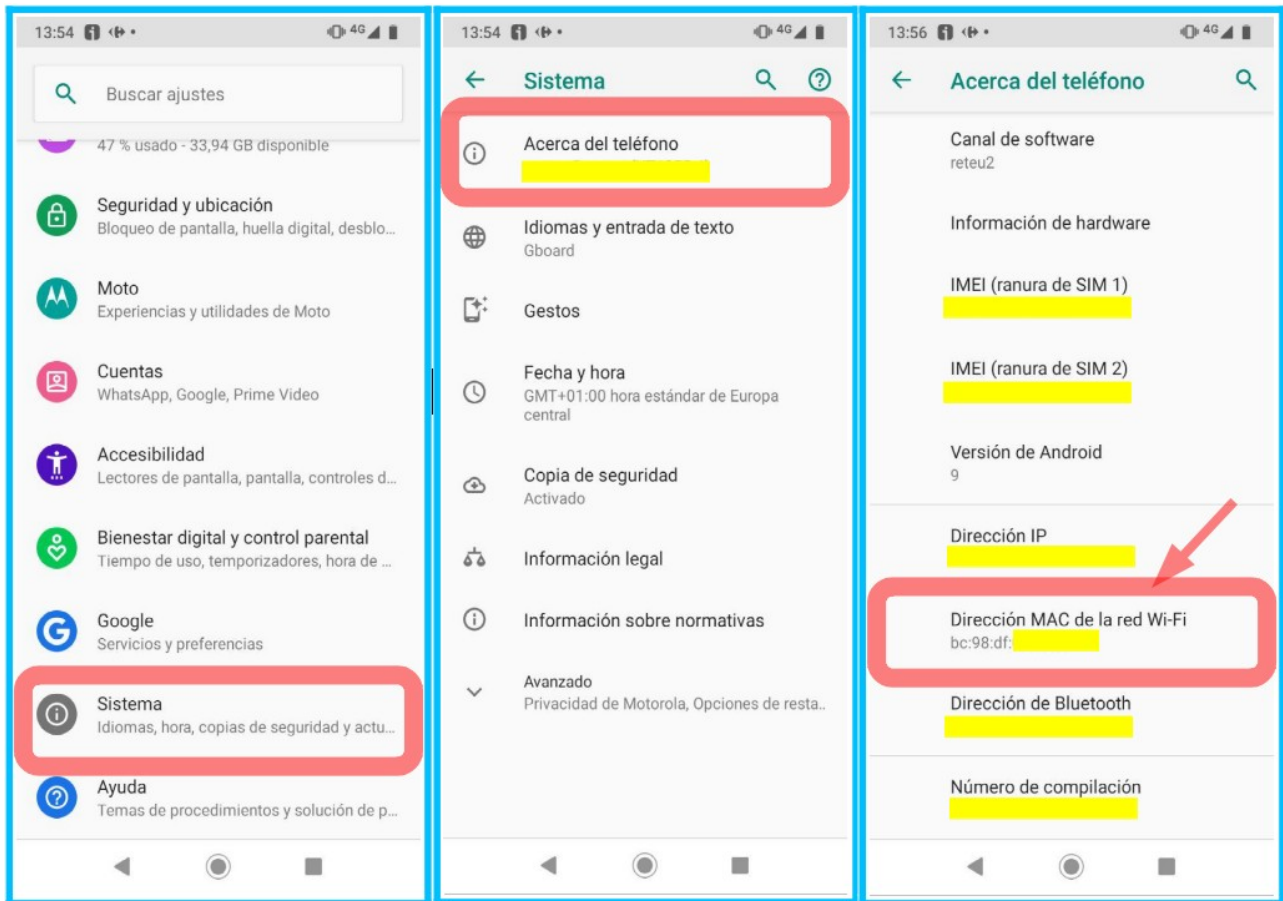 13:54
4G
Buscar ajustes
47 % usado - 33,94 GB disponible
Seguridad y ubicación
Bloqueo de pantalla, huella digital, desblo...
Moto
Experiencias y utilidades de Moto
Cuentas
WhatsApp, Google, Prime Video
Accesibilidad
Lectores de pantalla, pantalla, controles d...
Bienestar digital y control parental
Tiempo de uso, temporizadores, hora de ...
Google
Servicios y preferencias
Sistema
Idiomas, hora, copias de seguridad y actu...
Ayuda
Temas de procedimientos y solución de p...
13:54
4G
Sistema
Acerca del teléfono
Idiomas y entrada de texto
Gboard
Gestos
Fecha y hora
GMT+01:00 hora estándar de Europa
central
Copia de seguridad
Activado
Información legal
Información sobre normativas
Avanzado
Privacidad de Motorola, Opciones de resta..
13:56
4G
Acerca del teléfono
Canal de software
reteu2
Información de hardware
IMEI (ranura de SIM 1)
IMEI (ranura de SIM 2)
Versión de Android
9
Dirección IP
Dirección MAC de la red Wi-Fi
bc:98:df:
Dirección de Bluetooth
Número de compilación